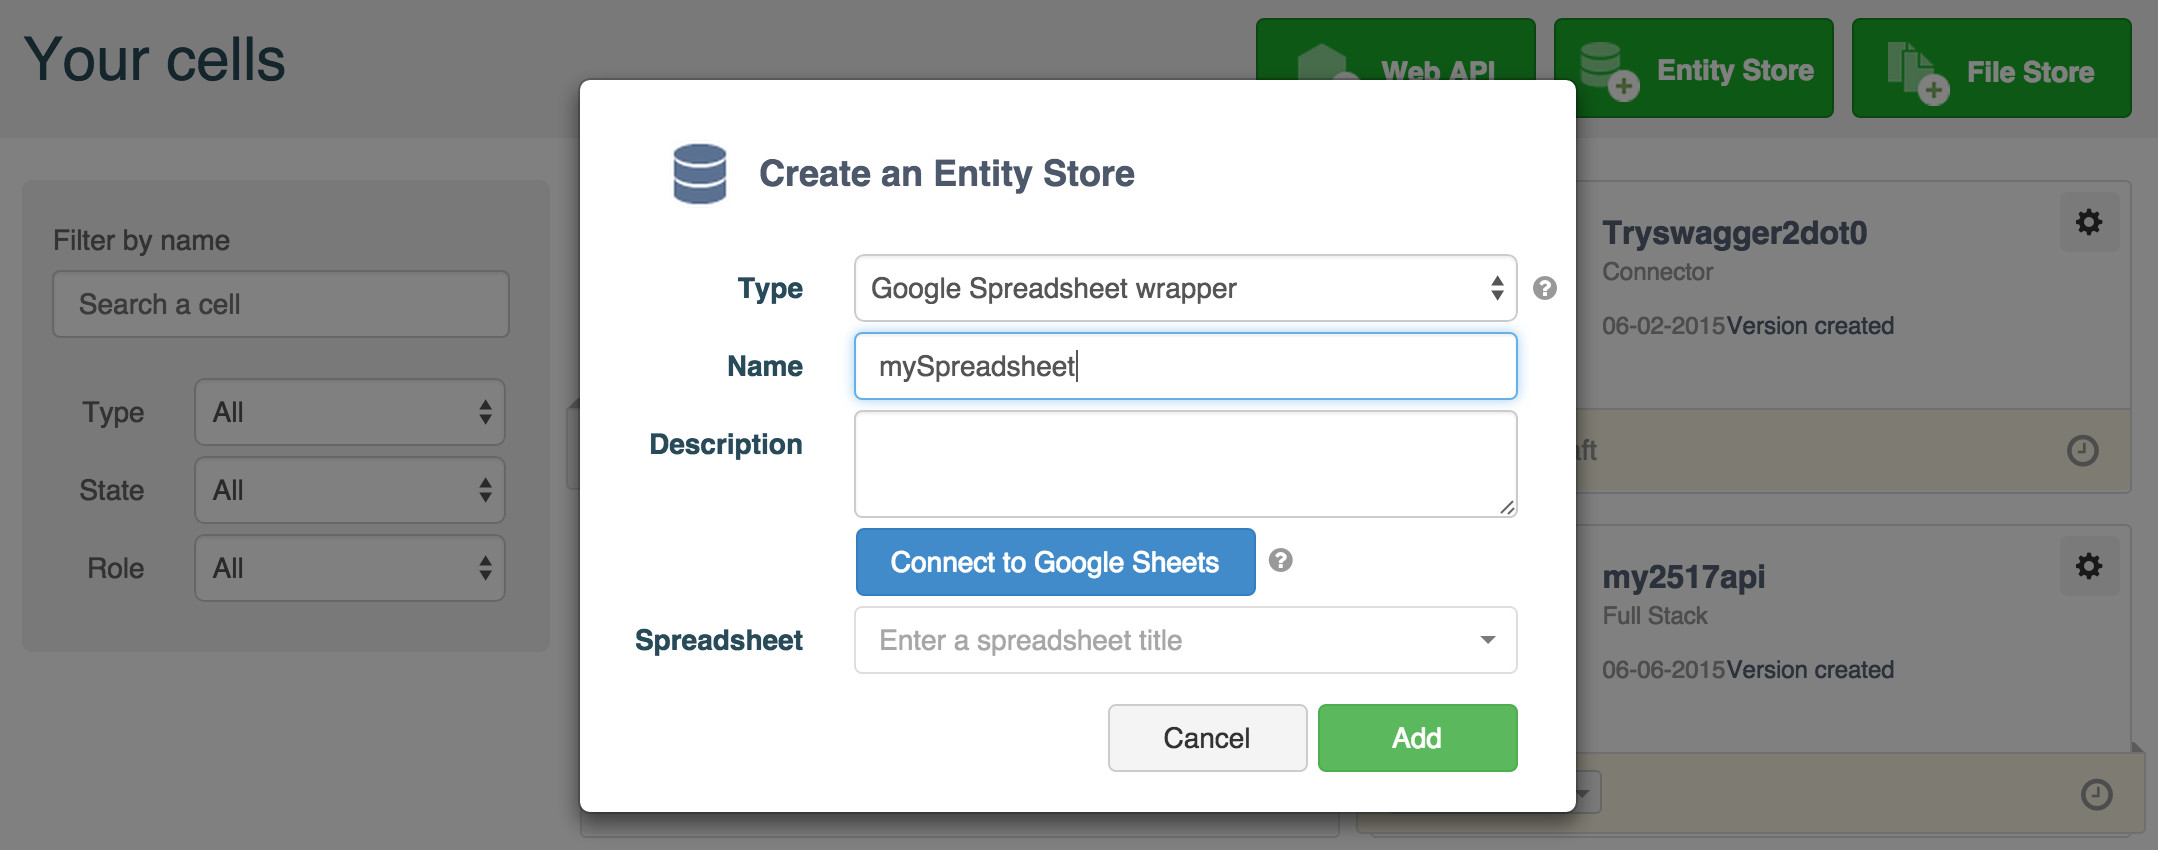 Your cells
Web API
Entity Store
File Store
Filter by name
Search a cell
Type All
State All
Role All
Create an Entity Store
Type Google Spreadsheet wrapper
Name mySpreadsheet
Description
Connect to Google Sheets
Spreadsheet Enter a spreadsheet title
Cancel Add
Tryswagger2dot0
Connector
06-02-2015Version created
my2517api
Full Stack
06-06-2015Version created